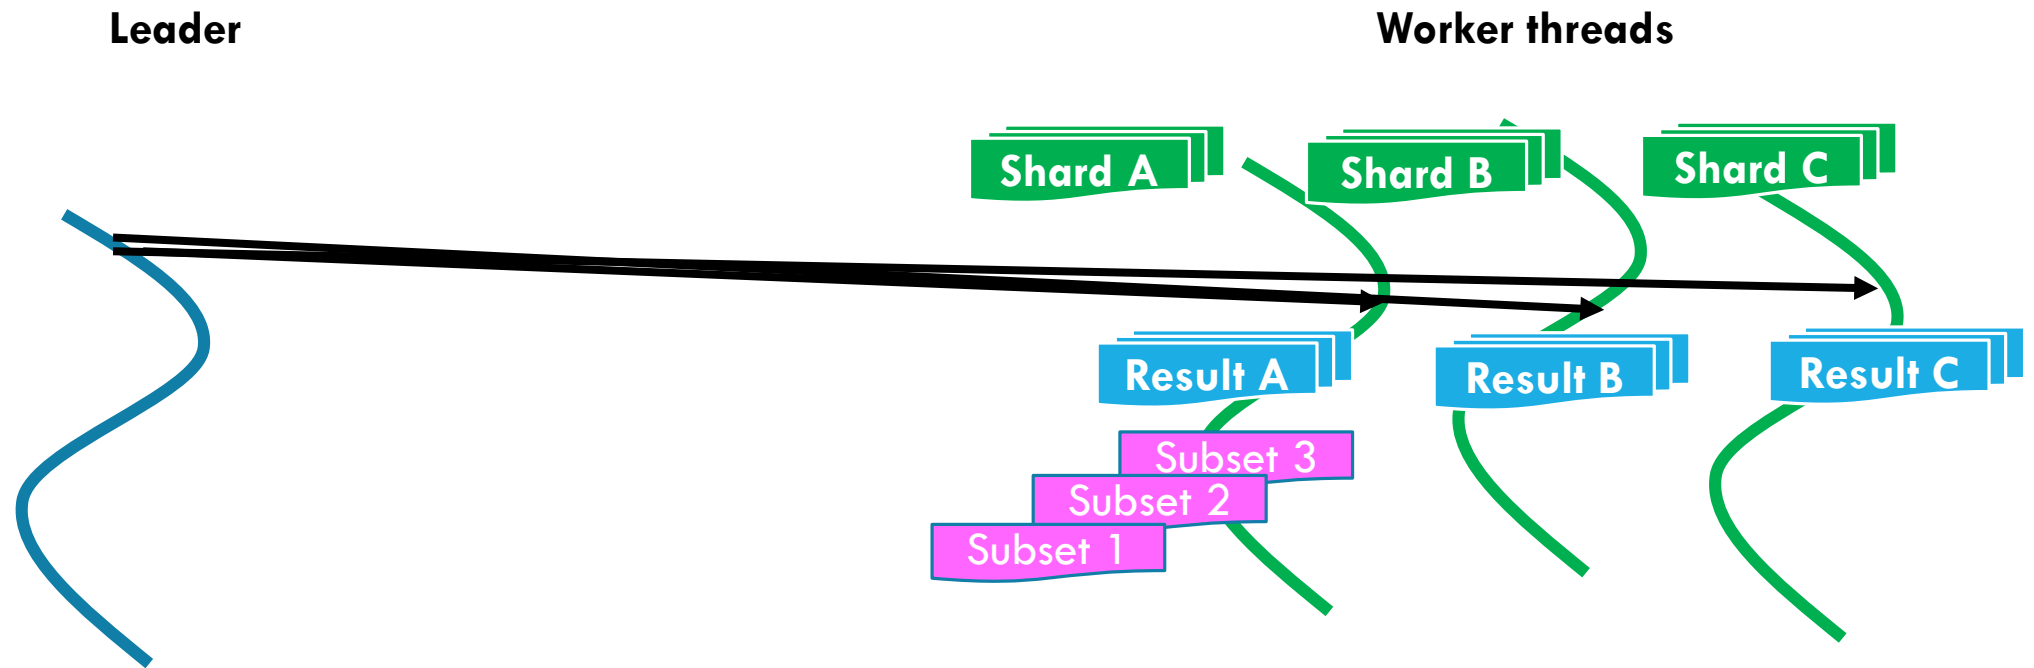 Leader
Worker threads
Shard A
Shard B
Shard C
Result A
Result B
Result C
Subset 3
Subset 2
Subset 1